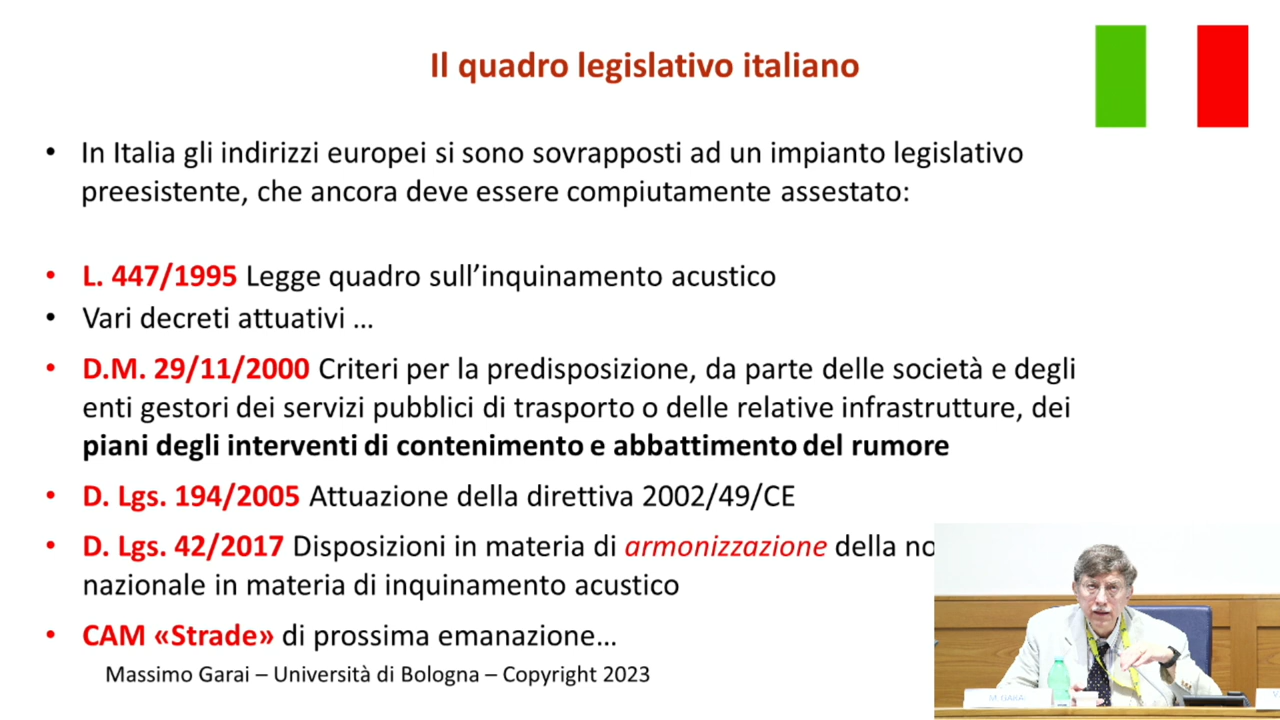 Il quadro legislativo italiano
• In Italia gli indirizzi europei si sono sovrapposti ad un impianto legislativo
preesistente, che ancora deve essere compiutamente assestato:
• L. 447/1995 Legge quadro sull’inquinamento acustico
• Vari decreti attuativi …
• D.M. 29/11/2000 Criteri per la predisposizione, da parte delle società e degli
enti gestori dei servizi pubblici di trasporto o delle relative infrastrutture, dei
piani degli interventi di contenimento e abbattimento del rumore
• D. Lgs. 194/2005 Attuazione della direttiva 2002/49/CE
• D. Lgs. 42/2017 Disposizioni in materia di armonizzazione della no
nazionale in materia di inquinamento acustico
• CAM «Strade» di prossima emanazione…
Massimo Garai – Università di Bologna – Copyright 2023
M. GARAI